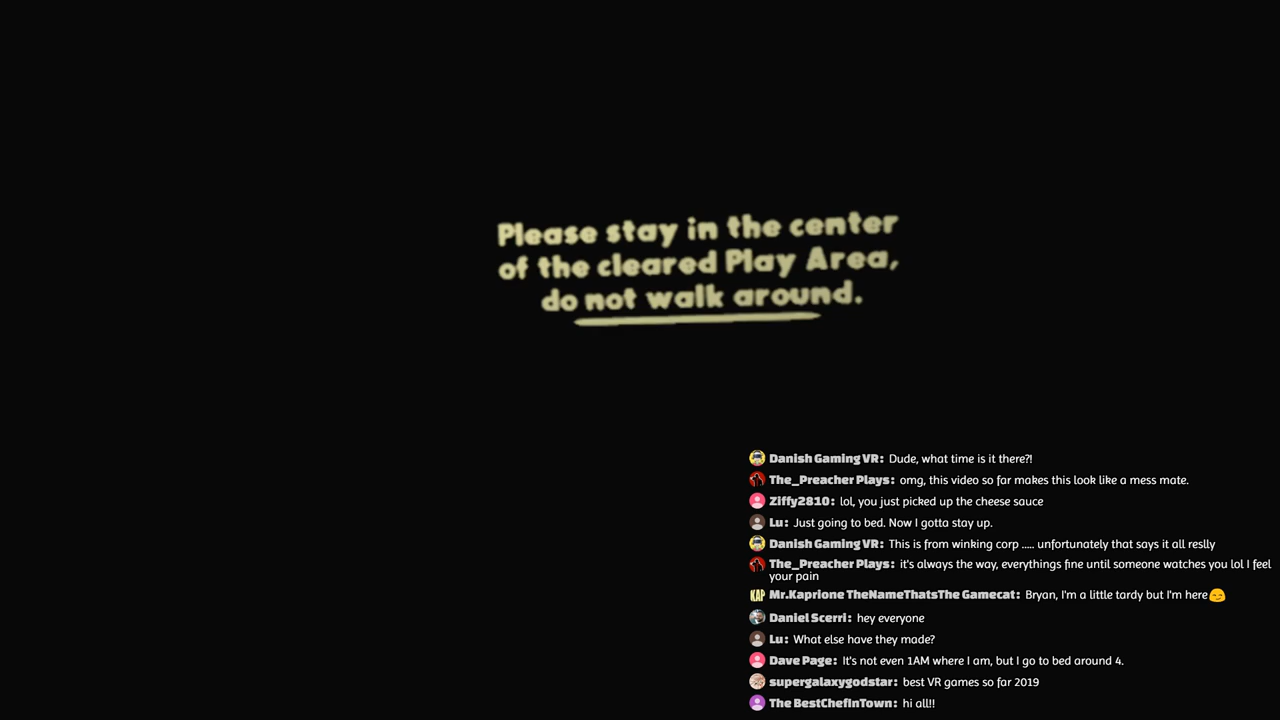 Please stay in the center
of the cleared Play Area,
do not walk around.
Danish Gaming VR: Dude, what time is it there?!
The_Preacher Plays: omg, this video so far makes this look like a mess mate.
Ziffy2810: lol, you just picked up the cheese sauce
Lu: Just going to bed. Now I gotta stay up.
Danish Gaming VR: This is from winking corp ..... unfortunately that says it all reslly
The_Preacher Plays: it's always the way, everythings fine until someone watches you lol I feel
your pain
KAP Mr.Kaprione TheNameThatsThe Gamecat: Bryan, I'm a little tardy but I'm here😏
Daniel Scerri: hey everyone
Lu: What else have they made?
Dave Page: It's not even 1AM where I am, but I go to bed around 4.
supergalaxygodstar: best VR games so far 2019
The BestChefInTown: hi all!!